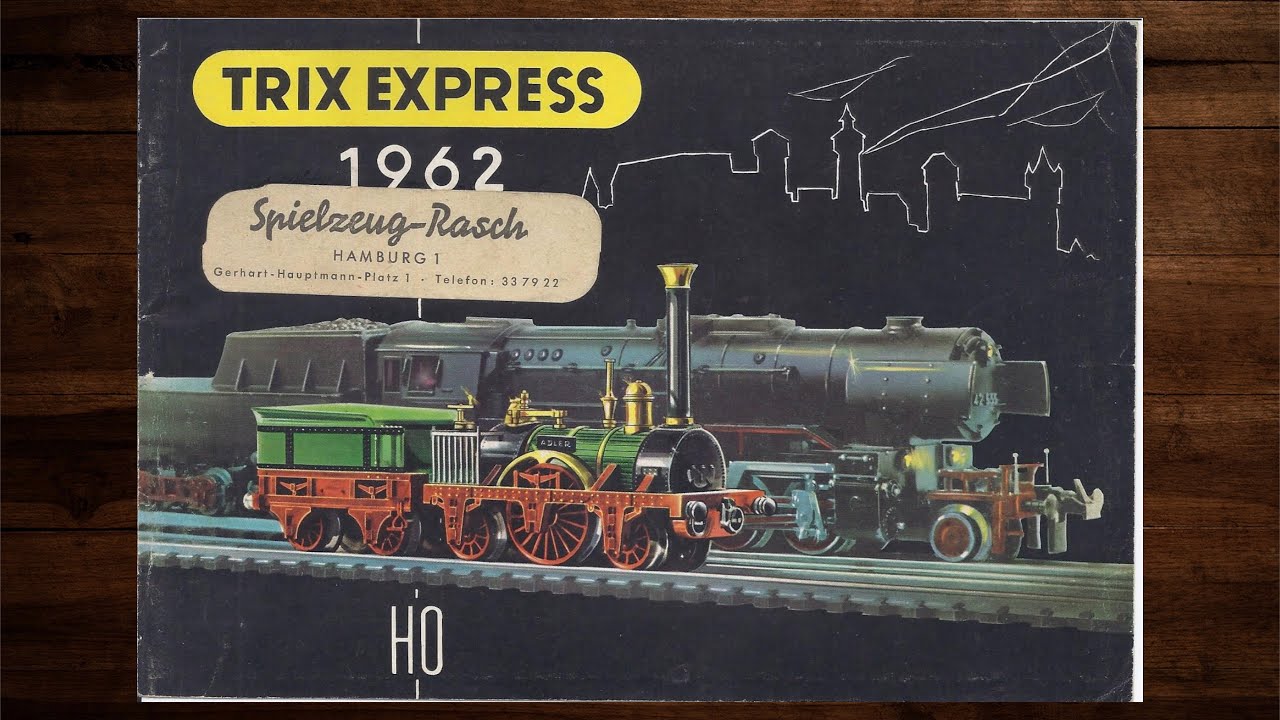 TRIX EXPRESS
1962
Spielzeug-Rasch
HAMBURG 1
Gerhart-Hauptmann-Platz 1 · Telefon: 33 79 22
ADLER
H0